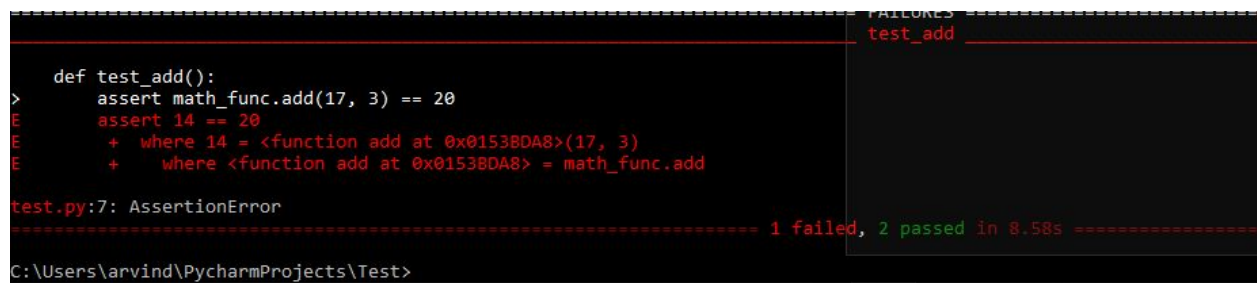 FAILURES
test_add
def test_add():
> assert math_func.add(17, 3) == 20
E assert 14 == 20
E + where 14 = <function add at 0x0153BDA8>(17, 3)
E + where <function add at 0x0153BDA8> = math_func.add
test.py:7: AssertionError
1 failed, 2 passed in 8.58s
C:\Users\arvind\PycharmProjects\Test>